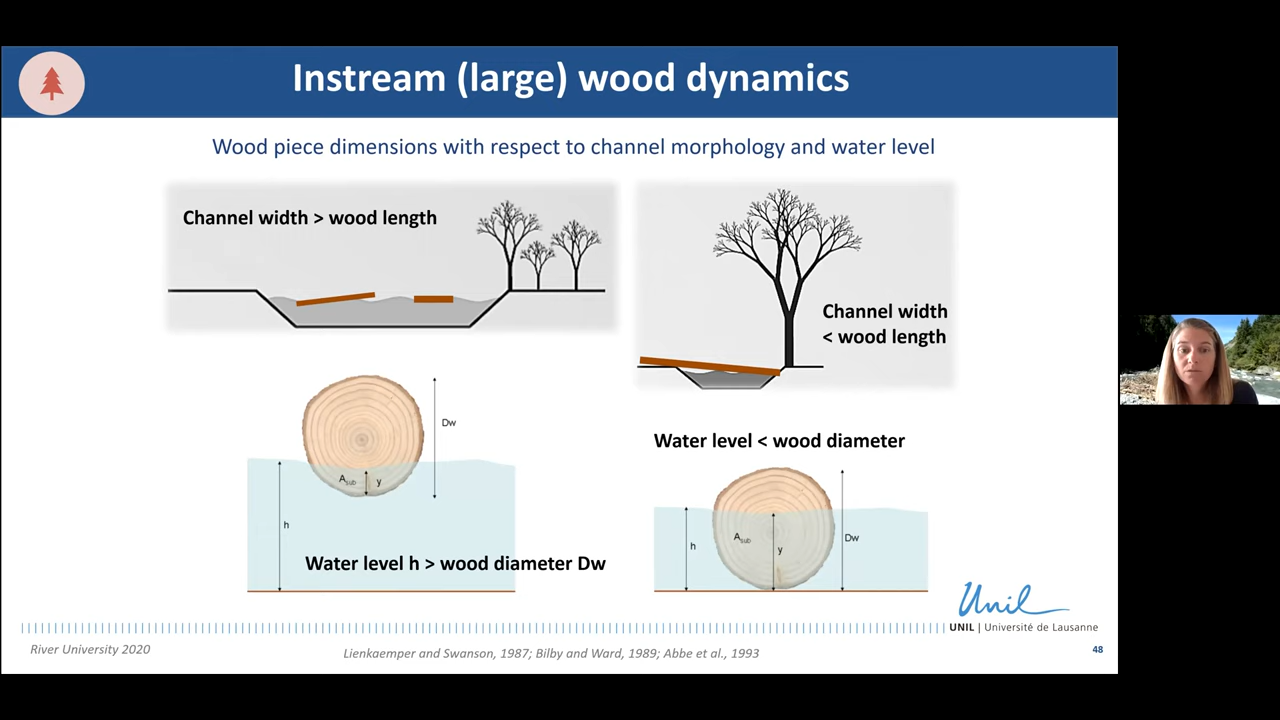 Instream (large) wood dynamics
Wood piece dimensions with respect to channel morphology and water level
Channel width > wood length
Channel width
< wood length
Dw
Asub
y
h
Water level h > wood diameter Dw
Water level < wood diameter
h
Asub
y
Dw
Unil
UNIL | Université de Lausanne
River University 2020
Lienkaemper and Swanson, 1987; Bilby and Ward, 1989; Abbe et al., 1993
48